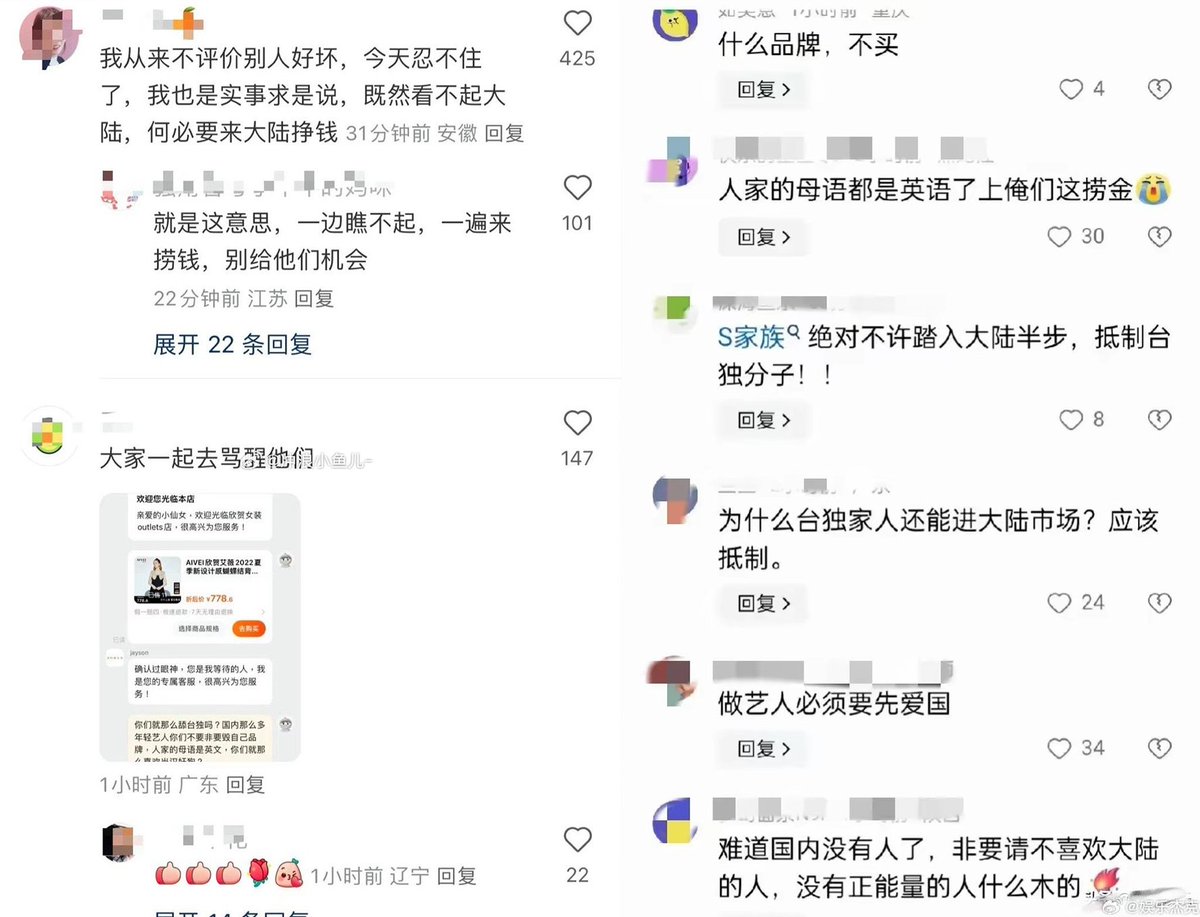 我从来不评价别人好坏，今天忍不住
了，我也是实事求是说，既然看不起大
陆，何必要来大陆挣钱 31分钟前 安徽 回复
425
就是这意思，一边瞧不起，一遍来
捞钱，别给他们机会
101
22分钟前 江苏 回复
展开 22 条回复
大家一起去骂醒他们
147
欢迎您光临本店
亲爱的小仙女，欢迎光临欣贺女装
outlets店，很高兴为您服务！
AIVEI欣贺艾薇2022夏
季新设计感蝴蝶结背...
折后价 ¥778.6
选择商品规格
去购买
已读
jayson
确认过眼神，您是我等待的人，我
是您的专属客服，很高兴为您服
务！
你们就那么舔台独吗？国内那么多
年轻艺人你们不要非要毁自己品
牌，人家的母语是英文，你们就那
1小时前 广东 回复
1小时前 辽宁 回复
22
展开 14 条回复
1小时前 重庆
什么品牌，不买
回复
4
人家的母语都是英语了上俺们这捞金
回复
30
S家族 绝对不许踏入大陆半步，抵制台
独分子！！
回复
8
为什么台独家人还能进大陆市场？应该
抵制。
回复
24
做艺人必须要先爱国
回复
34
难道国内没有人了，非要请不喜欢大陆
的人，没有正能量的人什么木的